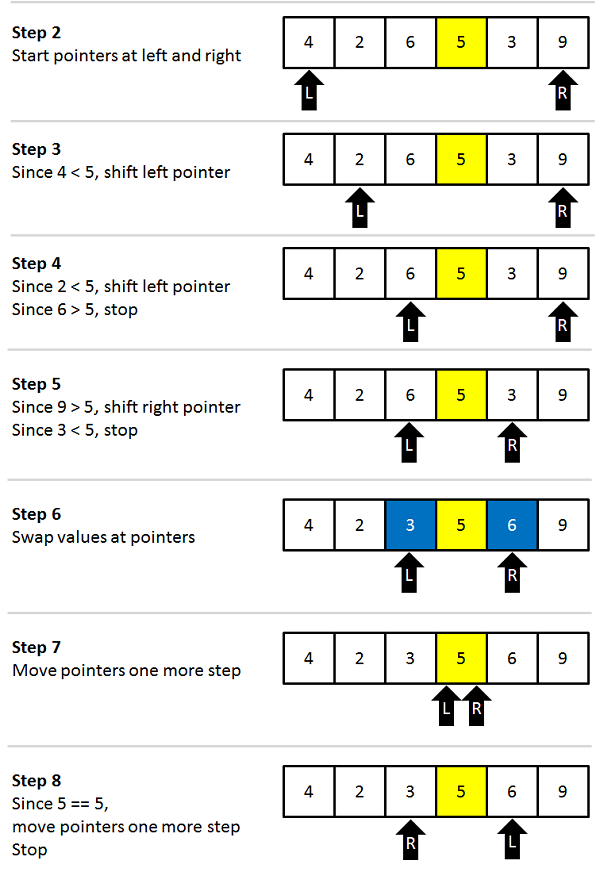 Step 2
Start pointers at left and right
4 2 6 5 3 9
L R
Step 3
Since 4 < 5, shift left pointer
4 2 6 5 3 9
L R
Step 4
Since 2 < 5, shift left pointer
Since 6 > 5, stop
4 2 6 5 3 9
L R
Step 5
Since 9 > 5, shift right pointer
Since 3 < 5, stop
4 2 6 5 3 9
L R
Step 6
Swap values at pointers
4 2 3 5 6 9
L R
Step 7
Move pointers one more step
4 2 3 5 6 9
L R
Step 8
Since 5 == 5,
move pointers one more step
Stop
4 2 3 5 6 9
R L